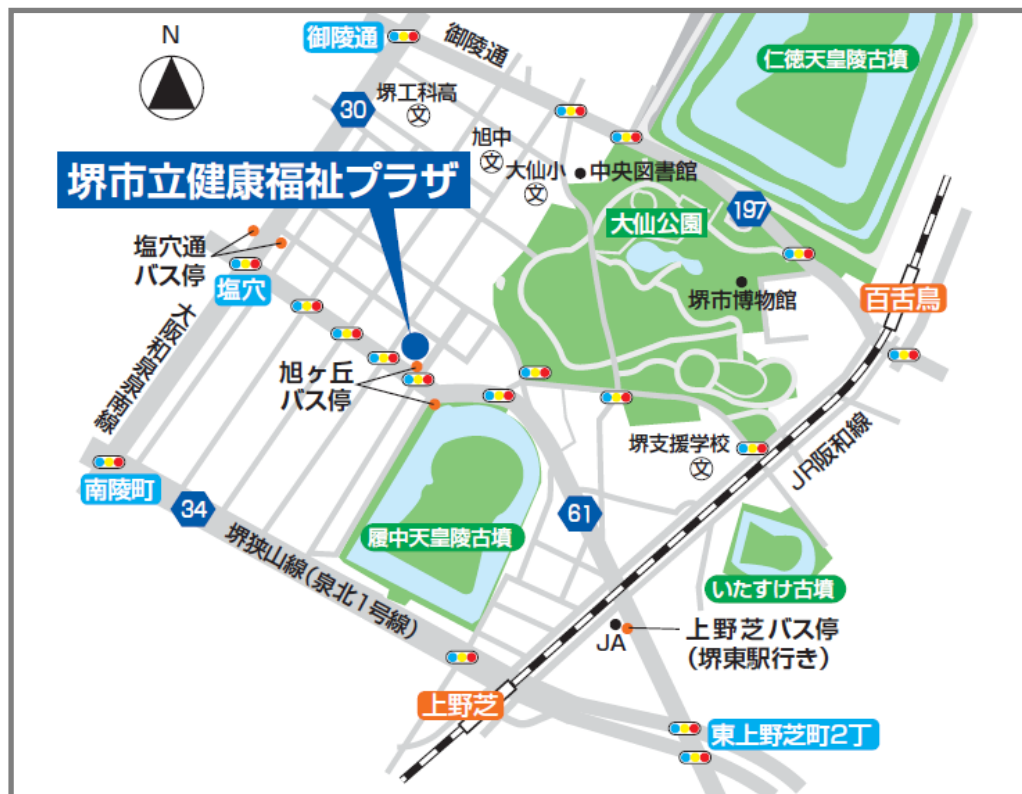 N
御陵通
御陵通
仁徳天皇陵古墳
30
堺工科高
文
旭中
文
大仙小
文
中央図書館
堺市立健康福祉プラザ
大仙公園
197
塩穴通
バス停
塩穴
堺市博物館
百舌鳥
大阪和泉泉南線
旭ヶ丘
バス停
堺支援学校
文
JR阪和線
南陵町
34
61
履中天皇陵古墳
堺狭山線(泉北1号線)
いたすけ古墳
上野芝バス停
(堺東駅行き)
JA
上野芝
東上野芝町2丁